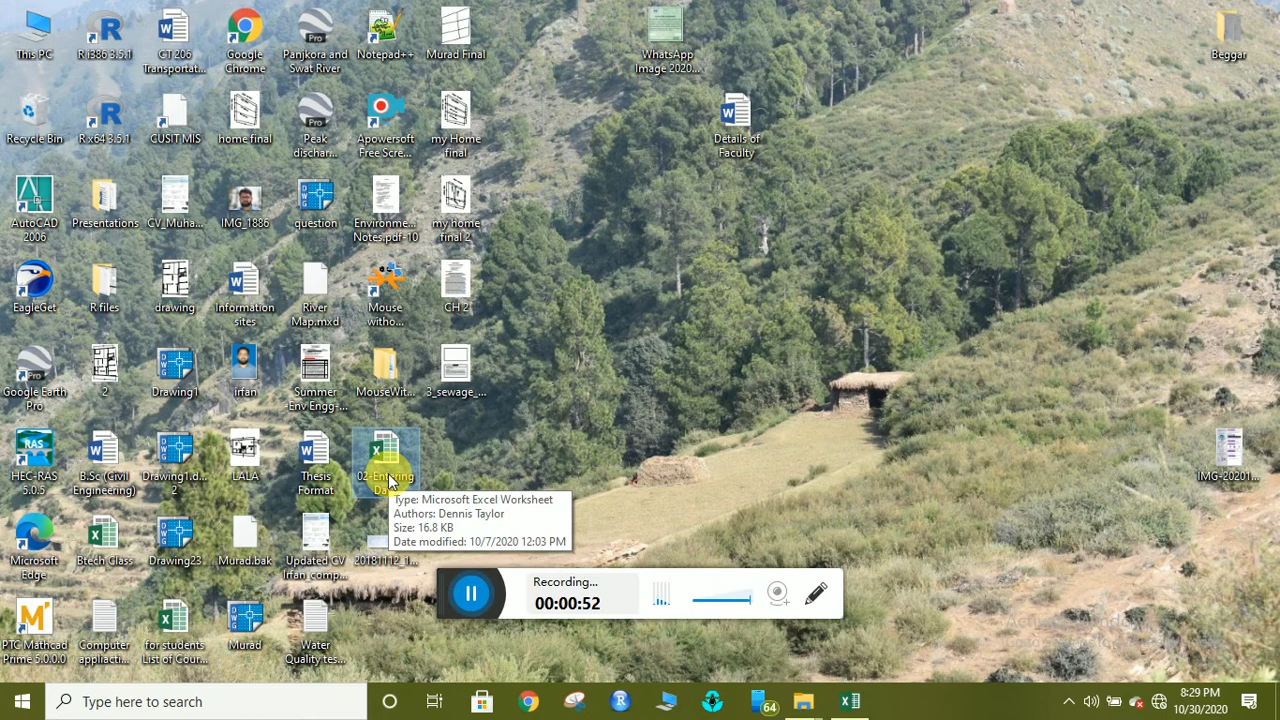 This PC
R i386 3.5.1
CT 206
Transportat...
Google
Chrome
Panjkora and
Swat River
Notepad++
Murad Final
WhatsApp
Image 2020...
Beggar
Recycle Bin
R x64 3.5.1
CUSIT MIS
home final
Peak
dischar...
Apowersoft
Free Scre...
my Home
final
Details of
Faculty
AutoCAD
2006
Presentations
CV_Muha...
IMG_1886
question
Environme...
Notes.pdf-10
my home
final 2
EagleGet
R files
drawing
Information
sites
River
Map.mxd
Mouse
witho...
CH 2
Google Earth
Pro
2
Drawing1
irfan
Summer
Env Engg-...
MouseWit...
3_sewage_...
HEC-RAS
5.0.5
B.Sc (Civil
Engineering)
Drawing1.d...
2
LALA
Thesis
Format
02-Entering
IMG-20201...
Type: Microsoft Excel Worksheet
Authors: Dennis Taylor
Size: 16.8 KB
Date modified: 10/7/2020 12:03 PM
Microsoft
Edge
Btech Class
Drawing23
Murad.bak
Updated CV
Irfan_comp...
20181112_1...
Recording...
00:00:52
PTC Mathcad
Prime 5.0.0.0
Computer
appliacti...
for students
List of Cour...
Murad
Water
Quality tes...
Type here to search
64
8:29 PM
10/30/2020